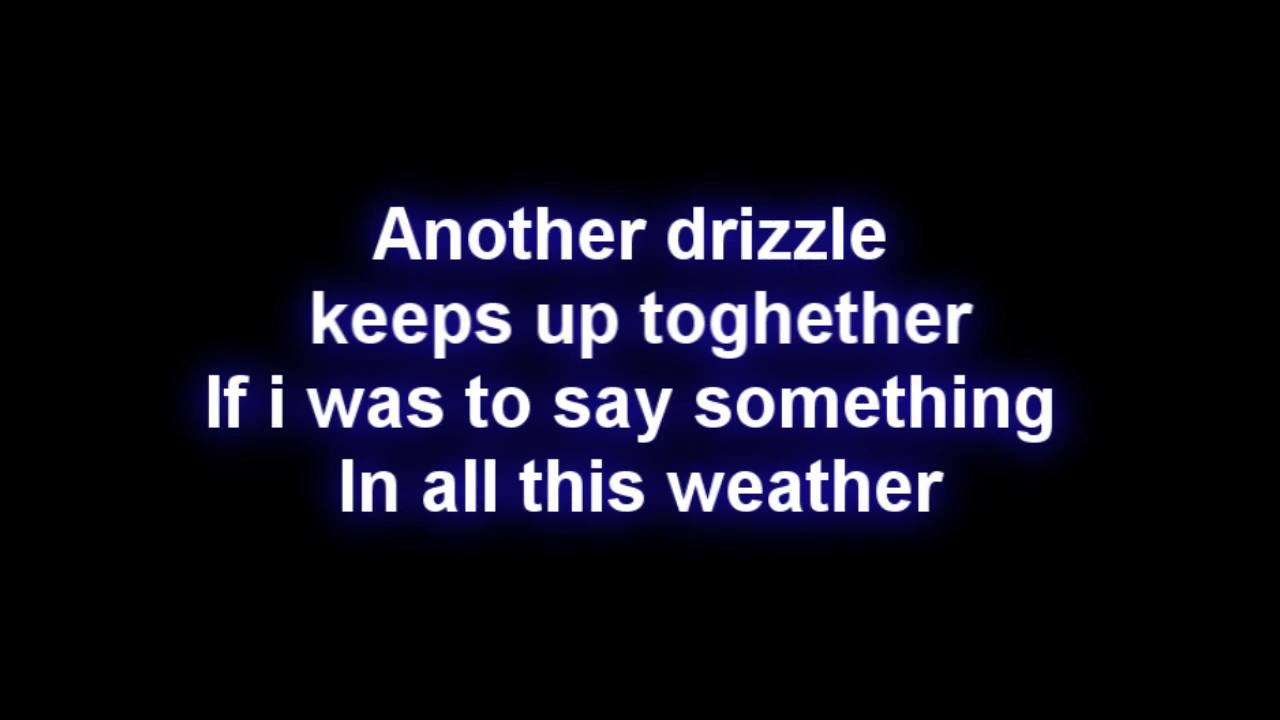 Another drizzle
keeps up toghether
If i was to say something
In all this weather